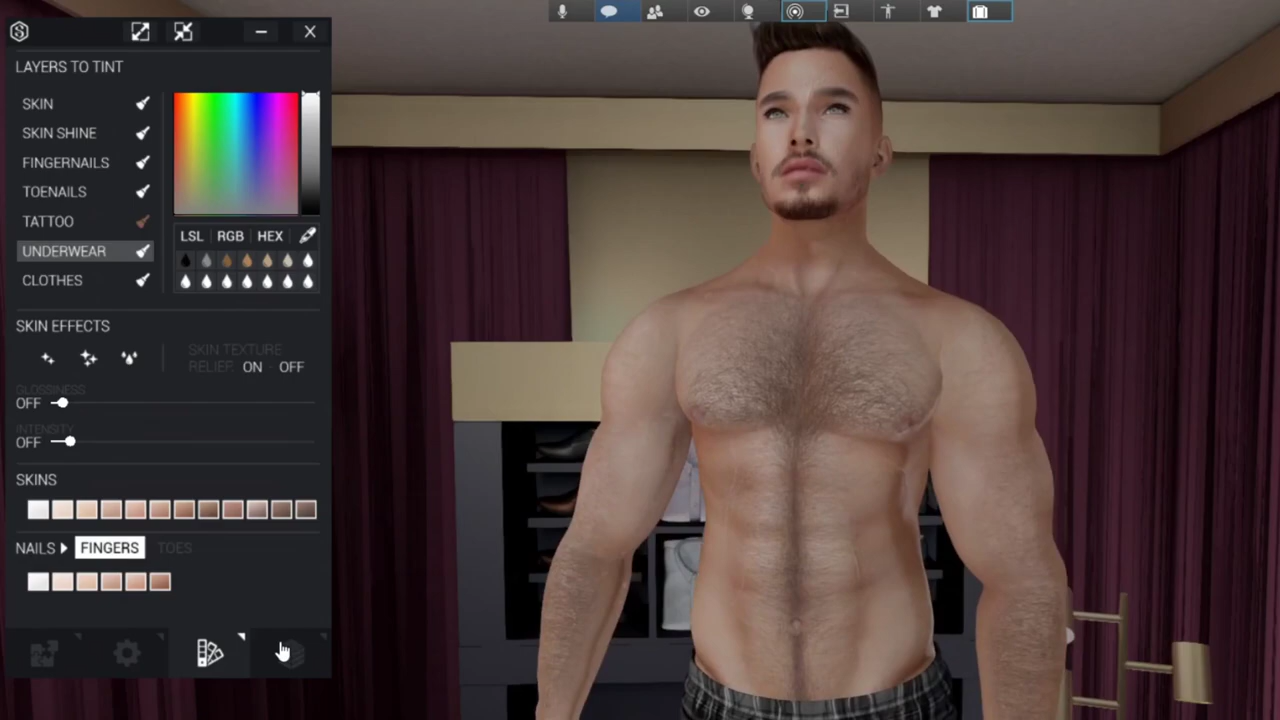 LAYERS TO TINT
SKIN
SKIN SHINE
FINGERNAILS
TOENAILS
TATTOO
UNDERWEAR
CLOTHES
LSL RGB HEX
SKIN EFFECTS
SKIN TEXTURE
RELIEF: ON - OFF
GLOSSINESS
OFF
INTENSITY
OFF
SKINS
NAILS FINGERS TOES